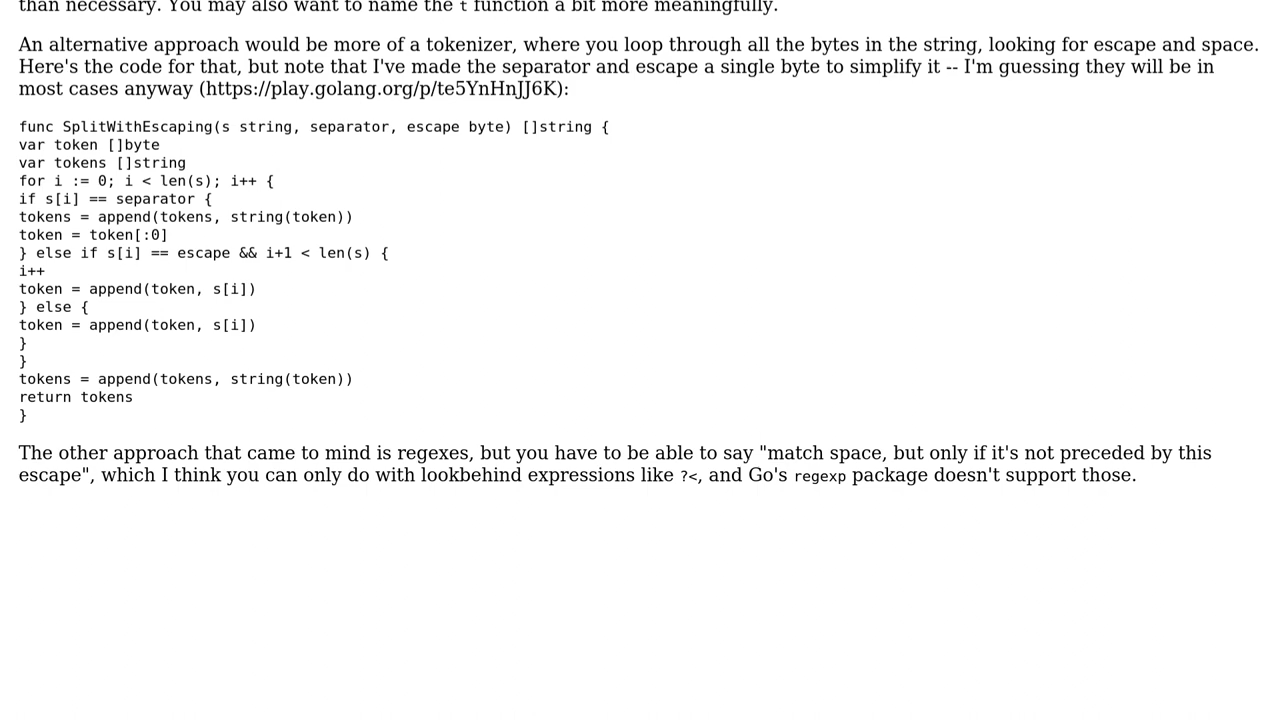 than necessary. You may also want to name the t function a bit more meaningfully.
An alternative approach would be more of a tokenizer, where you loop through all the bytes in the string, looking for escape and space.
Here's the code for that, but note that I've made the separator and escape a single byte to simplify it -- I'm guessing they will be in
most cases anyway (https://play.golang.org/p/te5YnHnJJ6K):
func SplitWithEscaping(s string, separator, escape byte) []string {
var token []byte
var tokens []string
for i := 0; i < len(s); i++ {
if s[i] == separator {
tokens = append(tokens, string(token))
token = token[:0]
} else if s[i] == escape && i+1 < len(s) {
i++
token = append(token, s[i])
} else {
token = append(token, s[i])
}
}
tokens = append(tokens, string(token))
return tokens
}
The other approach that came to mind is regexes, but you have to be able to say "match space, but only if it's not preceded by this
escape", which I think you can only do with lookbehind expressions like ?<, and Go's regexp package doesn't support those.